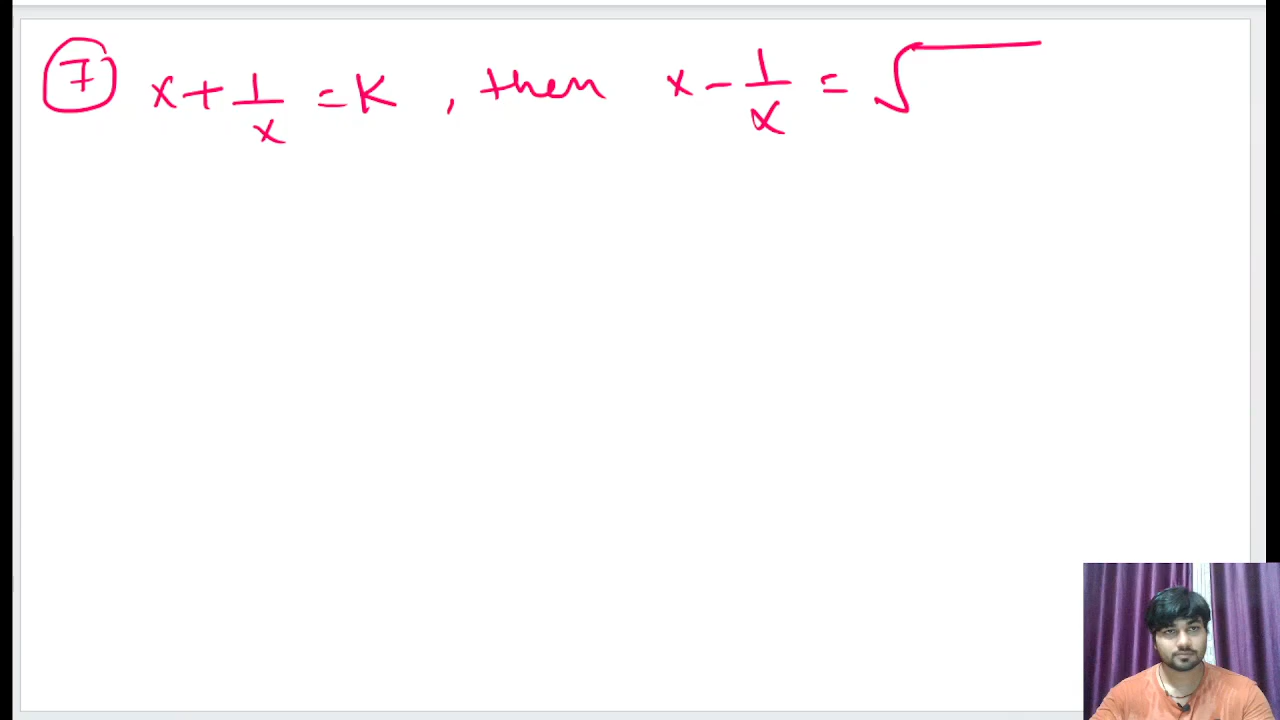 ⑦ x + 1/x = K , then x - 1/x = √